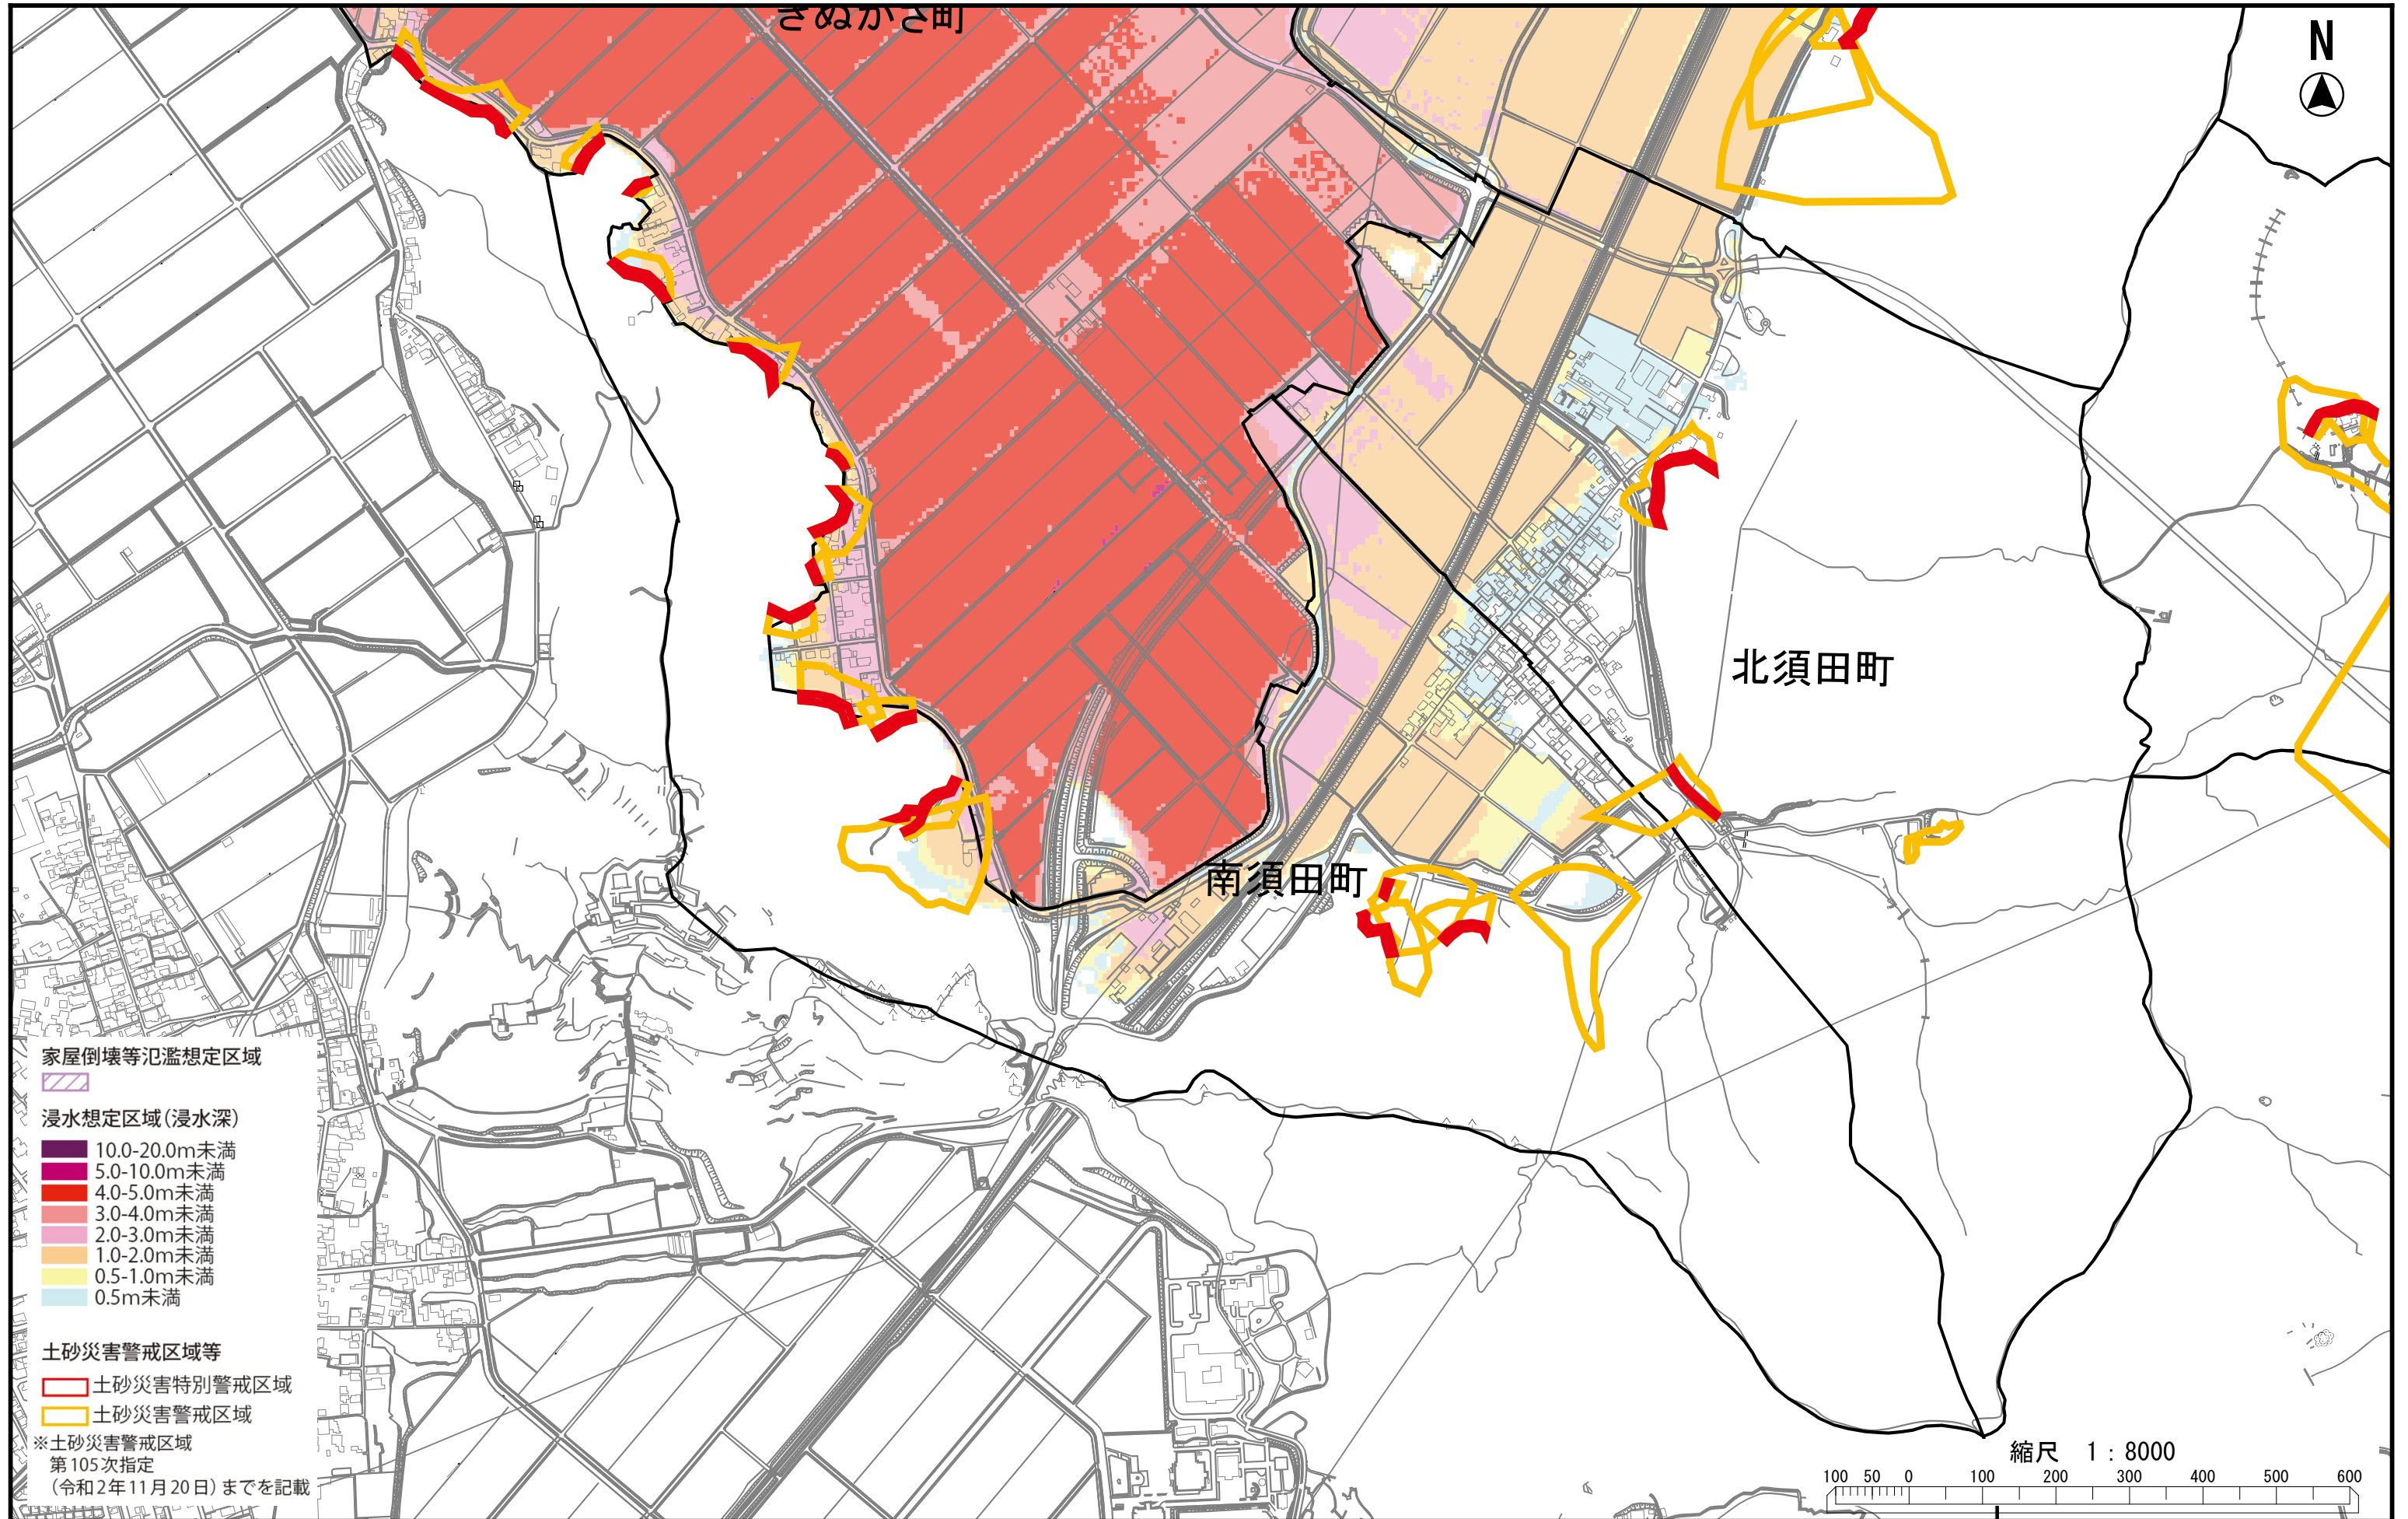 きぬがさ町
N
北須田町
南須田町
家屋倒壊等氾濫想定区域
浸水想定区域(浸水深)
10.0-20.0m未満
5.0-10.0m未満
4.0-5.0m未満
3.0-4.0m未満
2.0-3.0m未満
1.0-2.0m未満
0.5-1.0m未満
0.5m未満
土砂災害警戒区域等
土砂災害特別警戒区域
土砂災害警戒区域
※土砂災害警戒区域
第105次指定
(令和2年11月20日)までを記載
縮尺 1:8000
100 50 0 100 200 300 400 500 600